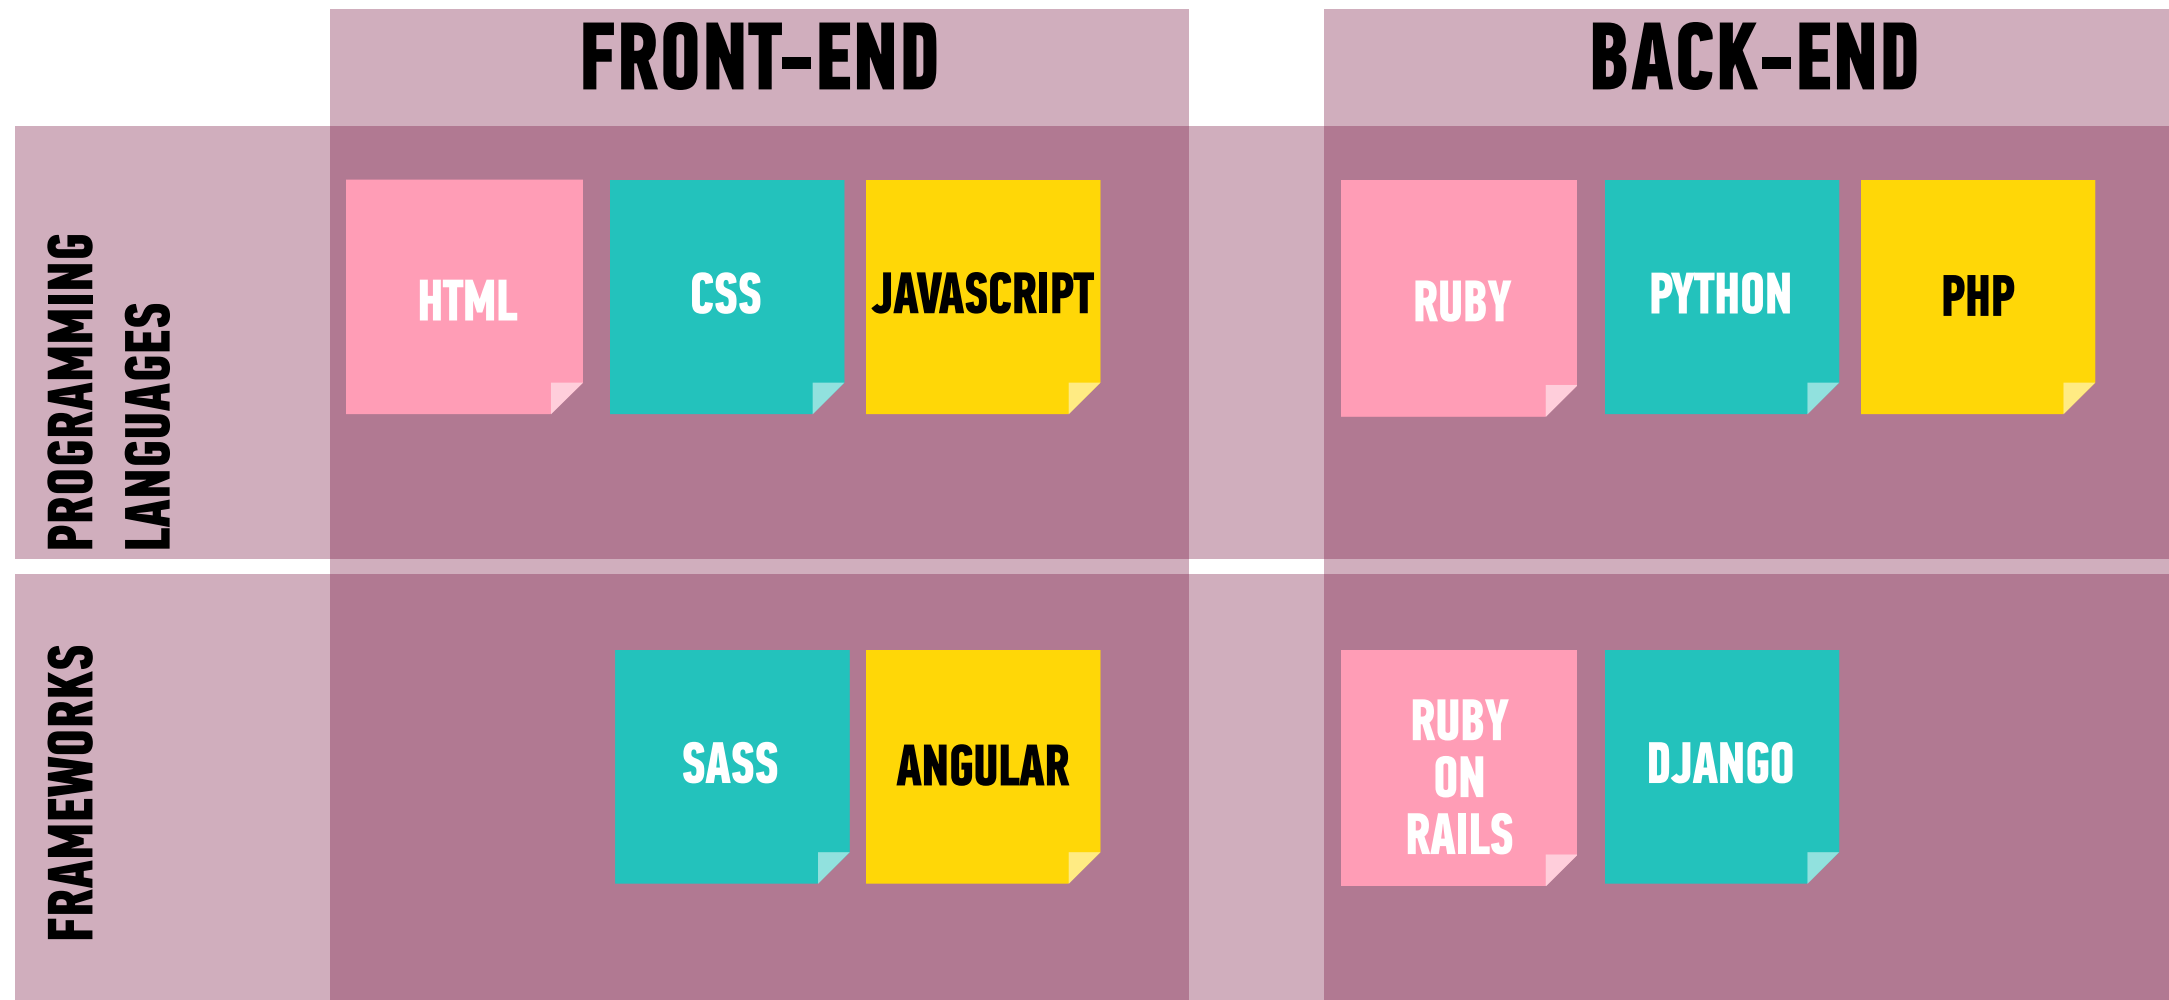 FRONT-END
BACK-END
PROGRAMMING
LANGUAGES
HTML
CSS
JAVASCRIPT
RUBY
PYTHON
PHP
FRAMEWORKS
SASS
ANGULAR
RUBY
ON
RAILS
DJANGO